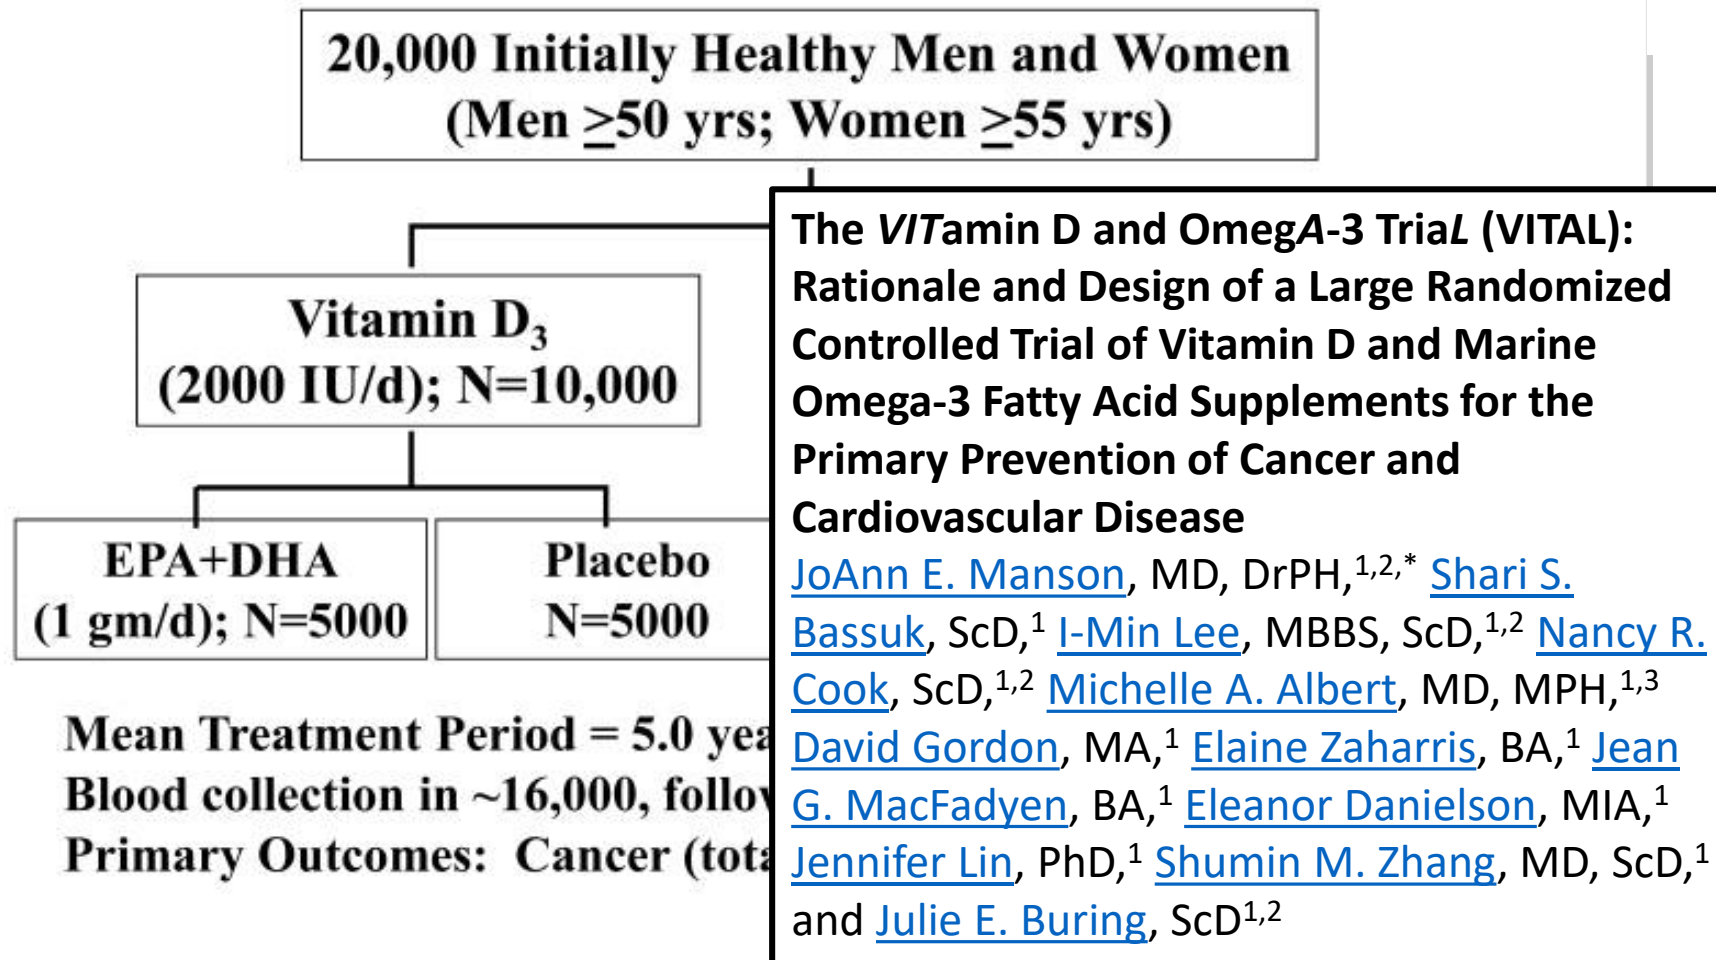 20,000 Initially Healthy Men and Women
(Men ≥50 yrs; Women ≥55 yrs)
Vitamin D₃
(2000 IU/d); N=10,000
EPA+DHA
(1 gm/d); N=5000
Placebo
N=5000
Mean Treatment Period = 5.0 yea
Blood collection in ~16,000, follow
Primary Outcomes: Cancer (tota
The VITamin D and OmegA-3 TriaL (VITAL):
Rationale and Design of a Large Randomized
Controlled Trial of Vitamin D and Marine
Omega-3 Fatty Acid Supplements for the
Primary Prevention of Cancer and
Cardiovascular Disease
JoAnn E. Manson, MD, DrPH,¹,²,* Shari S.
Bassuk, ScD,¹ I-Min Lee, MBBS, ScD,¹,² Nancy R.
Cook, ScD,¹,² Michelle A. Albert, MD, MPH,¹,³
David Gordon, MA,¹ Elaine Zaharris, BA,¹ Jean
G. MacFadyen, BA,¹ Eleanor Danielson, MIA,¹
Jennifer Lin, PhD,¹ Shumin M. Zhang, MD, ScD,¹
and Julie E. Buring, ScD¹,²